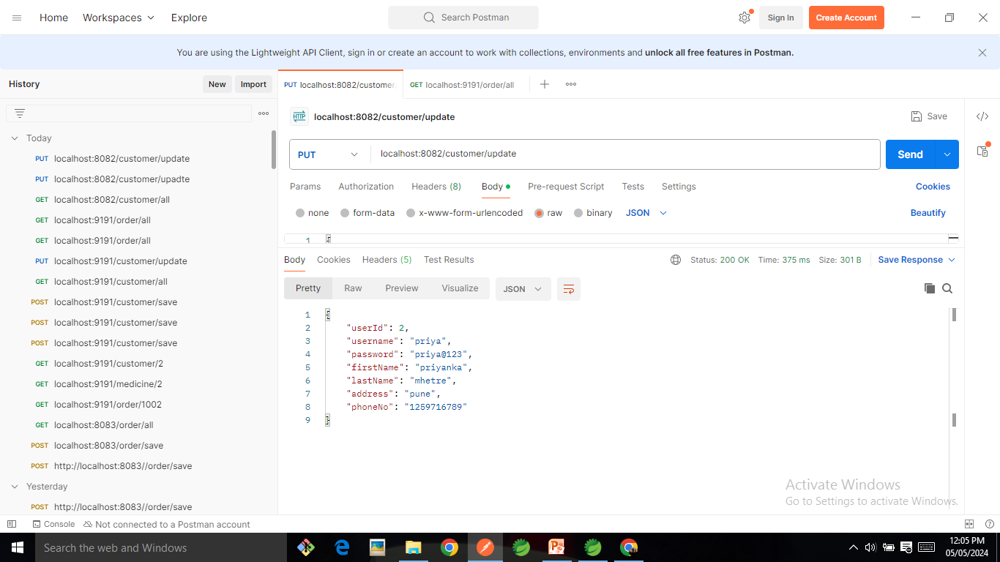 Home Workspaces Explore Search Postman Sign In Create Account
You are using the Lightweight API Client, sign in or create an account to work with collections, environments and unlock all free features in Postman.
History New Import
PUT localhost:8082/customer GET localhost:9191/order/all
HTTP localhost:8082/customer/update Save
Today
PUT localhost:8082/customer/update
PUT localhost:8082/customer/upadte
GET localhost:8082/customer/all
GET localhost:9191/order/all
GET localhost:9191/order/all
PUT localhost:9191/customer/update
GET localhost:9191/customer/all
POST localhost:9191/customer/save
POST localhost:9191/customer/save
POST localhost:9191/customer/save
GET localhost:9191/customer/2
GET localhost:9191/medicine/2
GET localhost:9191/order/1002
GET localhost:8083/order/all
POST localhost:8083/order/save
POST http://localhost:8083//order/save
Yesterday
POST http://localhost:8083//order/save
PUT localhost:8082/customer/update Send
Params Authorization Headers (8) Body Pre-request Script Tests Settings Cookies
none form-data x-www-form-urlencoded raw binary JSON Beautify
1 {
Body Cookies Headers (5) Test Results Status: 200 OK Time: 375 ms Size: 301 B Save Response
Pretty Raw Preview Visualize JSON
1 {
2 "userId": 2,
3 "username": "priya",
4 "password": "priya@123",
5 "firstName": "priyanka",
6 "lastName": "mhetre",
7 "address": "pune",
8 "phoneNo": "1259716789"
9 }
Activate Windows
Go to Settings to activate Windows.
Console Not connected to a Postman account
Search the web and Windows
12:05 PM
05/05/2024